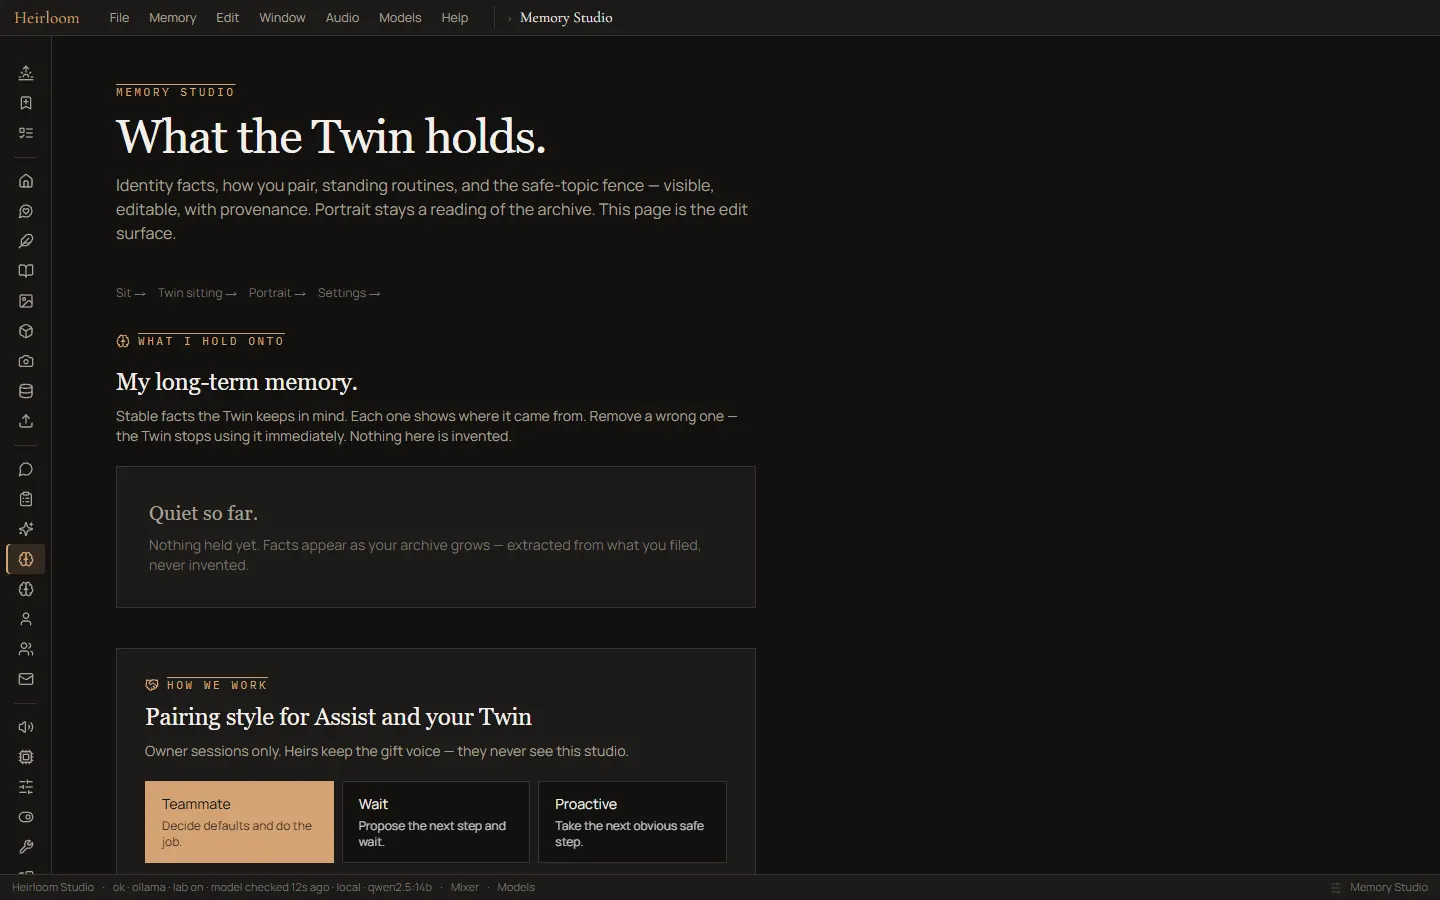 Heirloom File Memory Edit Window Audio Models Help › Memory Studio
MEMORY STUDIO
What the Twin holds.
Identity facts, how you pair, standing routines, and the safe-topic fence — visible,
editable, with provenance. Portrait stays a reading of the archive. This page is the edit
surface.
Sit → Twin sitting → Portrait → Settings →
WHAT I HOLD ONTO
My long-term memory.
Stable facts the Twin keeps in mind. Each one shows where it came from. Remove a wrong one —
the Twin stops using it immediately. Nothing here is invented.
Quiet so far.
Nothing held yet. Facts appear as your archive grows — extracted from what you filed,
never invented.
HOW WE WORK
Pairing style for Assist and your Twin
Owner sessions only. Heirs keep the gift voice — they never see this studio.
Teammate
Decide defaults and do the
job.
Wait
Propose the next step and
wait.
Proactive
Take the next obvious safe
step.
Heirloom Studio · ok · ollama · lab on · model checked 12s ago · local · qwen2.5:14b · Mixer · Models Memory Studio